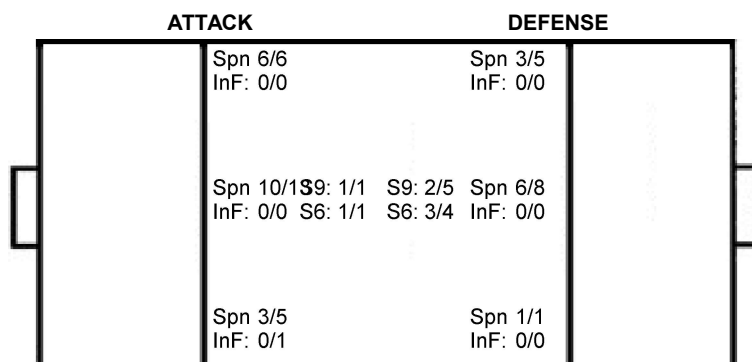 ATTACK DEFENSE
Spn 6/6 Spn 3/5
InF: 0/0 InF: 0/0
Spn S9: 1/1 S9: 2/5 Spn 6/8
InF: 0/0 S6: 1/1 S6: 3/4 InF: 0/0
Spn 3/5 Spn 1/1
InF: 0/1 InF: 0/0